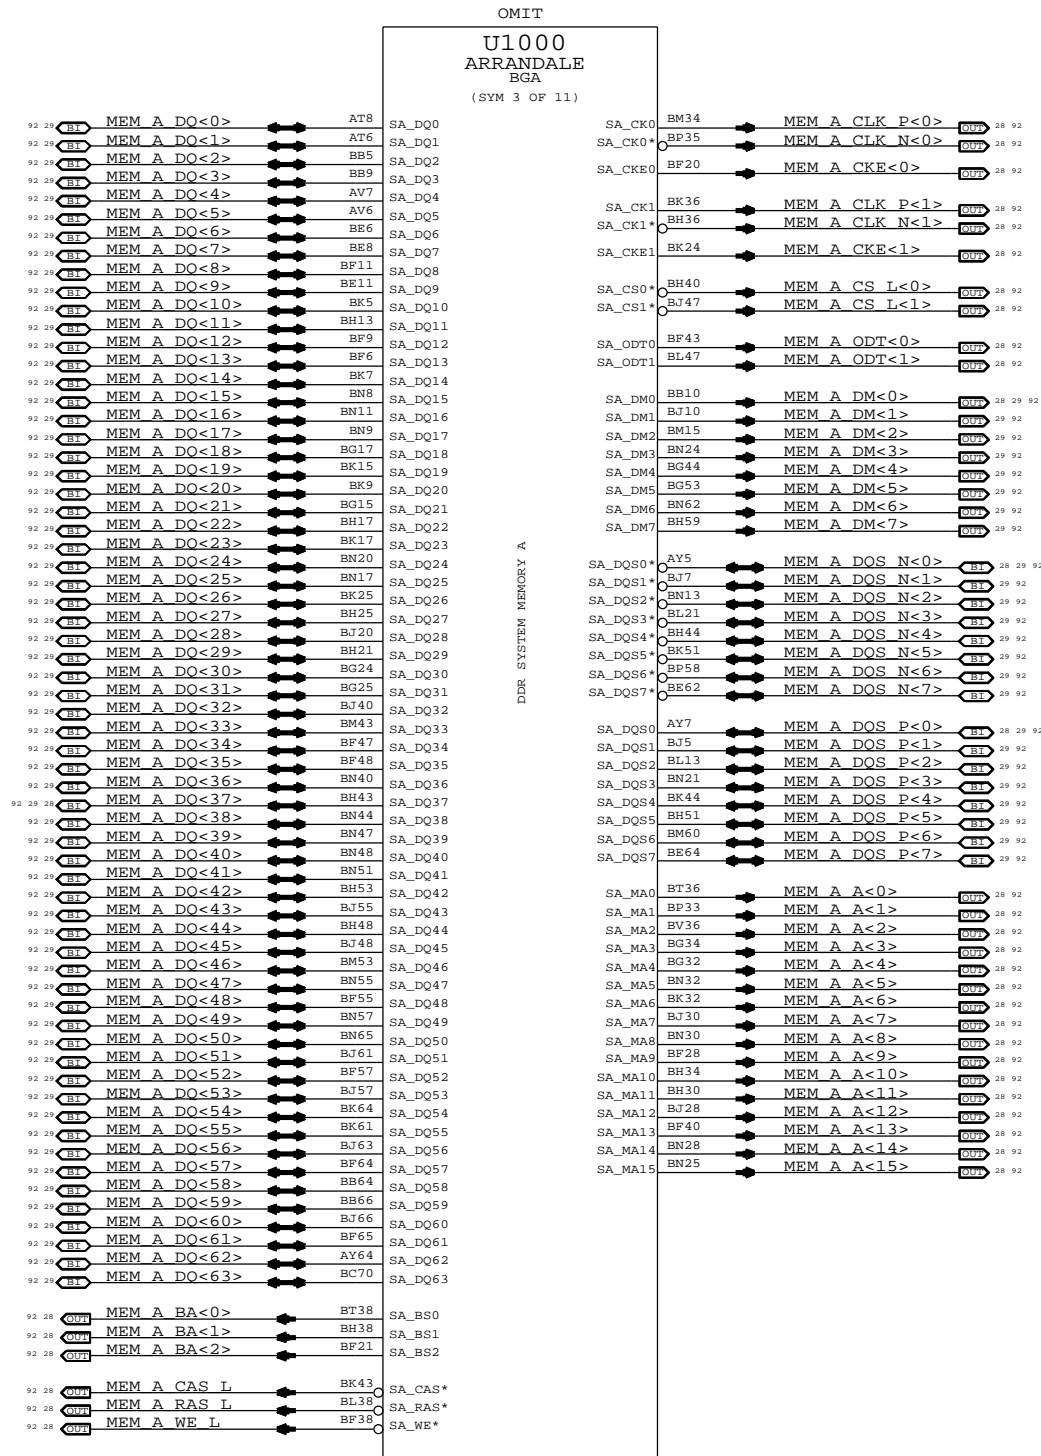 OMIT
U1000
ARRANDALE
BGA
(SYM 3 OF 11)
92 29 BI MEM_A_DQ<0> AT8 SA_DQ0
92 29 BI MEM_A_DQ<1> AT6 SA_DQ1
92 29 BI MEM_A_DQ<2> BB5 SA_DQ2
92 29 BI MEM_A_DQ<3> BB9 SA_DQ3
92 29 BI MEM_A_DQ<4> AV7 SA_DQ4
92 29 BI MEM_A_DQ<5> AV6 SA_DQ5
92 29 BI MEM_A_DQ<6> BE6 SA_DQ6
92 29 BI MEM_A_DQ<7> BE8 SA_DQ7
92 29 BI MEM_A_DQ<8> BF11 SA_DQ8
92 29 BI MEM_A_DQ<9> BE11 SA_DQ9
92 29 BI MEM_A_DQ<10> BK5 SA_DQ10
92 29 BI MEM_A_DQ<11> BH13 SA_DQ11
92 29 BI MEM_A_DQ<12> BF9 SA_DQ12
92 29 BI MEM_A_DQ<13> BF6 SA_DQ13
92 29 BI MEM_A_DQ<14> BK7 SA_DQ14
92 29 BI MEM_A_DQ<15> BN8 SA_DQ15
92 29 BI MEM_A_DQ<16> BN11 SA_DQ16
92 29 BI MEM_A_DQ<17> BN9 SA_DQ17
92 29 BI MEM_A_DQ<18> BG17 SA_DQ18
92 29 BI MEM_A_DQ<19> BK15 SA_DQ19
92 29 BI MEM_A_DQ<20> BK9 SA_DQ20
92 29 BI MEM_A_DQ<21> BG15 SA_DQ21
92 29 BI MEM_A_DQ<22> BH17 SA_DQ22
92 29 BI MEM_A_DQ<23> BK17 SA_DQ23
92 29 BI MEM_A_DQ<24> BN20 SA_DQ24
92 29 BI MEM_A_DQ<25> BN17 SA_DQ25
92 29 BI MEM_A_DQ<26> BK25 SA_DQ26
92 29 BI MEM_A_DQ<27> BH25 SA_DQ27
92 29 BI MEM_A_DQ<28> BJ20 SA_DQ28
92 29 BI MEM_A_DQ<29> BH21 SA_DQ29
92 29 BI MEM_A_DQ<30> BG24 SA_DQ30
92 29 BI MEM_A_DQ<31> BG25 SA_DQ31
92 29 BI MEM_A_DQ<32> BJ40 SA_DQ32
92 29 BI MEM_A_DQ<33> BM43 SA_DQ33
92 29 BI MEM_A_DQ<34> BF47 SA_DQ34
92 29 BI MEM_A_DQ<35> BF48 SA_DQ35
92 29 BI MEM_A_DQ<36> BN40 SA_DQ36
92 29 28 BI MEM_A_DQ<37> BH43 SA_DQ37
92 29 BI MEM_A_DQ<38> BN44 SA_DQ38
92 29 BI MEM_A_DQ<39> BN47 SA_DQ39
92 29 BI MEM_A_DQ<40> BN48 SA_DQ40
92 29 BI MEM_A_DQ<41> BN51 SA_DQ41
92 29 BI MEM_A_DQ<42> BH53 SA_DQ42
92 29 BI MEM_A_DQ<43> BJ55 SA_DQ43
92 29 BI MEM_A_DQ<44> BH48 SA_DQ44
92 29 BI MEM_A_DQ<45> BJ48 SA_DQ45
92 29 BI MEM_A_DQ<46> BM53 SA_DQ46
92 29 BI MEM_A_DQ<47> BN55 SA_DQ47
92 29 BI MEM_A_DQ<48> BF55 SA_DQ48
92 29 BI MEM_A_DQ<49> BN57 SA_DQ49
92 29 BI MEM_A_DQ<50> BN65 SA_DQ50
92 29 BI MEM_A_DQ<51> BJ61 SA_DQ51
92 29 BI MEM_A_DQ<52> BF57 SA_DQ52
92 29 BI MEM_A_DQ<53> BJ57 SA_DQ53
92 29 BI MEM_A_DQ<54> BK64 SA_DQ54
92 29 BI MEM_A_DQ<55> BK61 SA_DQ55
92 29 BI MEM_A_DQ<56> BJ63 SA_DQ56
92 29 BI MEM_A_DQ<57> BF64 SA_DQ57
92 29 BI MEM_A_DQ<58> BB64 SA_DQ58
92 29 BI MEM_A_DQ<59> BB66 SA_DQ59
92 29 BI MEM_A_DQ<60> BJ66 SA_DQ60
92 29 BI MEM_A_DQ<61> BF65 SA_DQ61
92 29 BI MEM_A_DQ<62> AY64 SA_DQ62
92 29 BI MEM_A_DQ<63> BC70 SA_DQ63
92 28 OUT MEM_A_BA<0> BT38 SA_BS0
92 28 OUT MEM_A_BA<1> BH38 SA_BS1
92 28 OUT MEM_A_BA<2> BF21 SA_BS2
92 28 OUT MEM_A_CAS_L BK43 SA_CAS*
92 28 OUT MEM_A_RAS_L BL38 SA_RAS*
92 28 OUT MEM_A_WE_L BF38 SA_WE*
DDR SYSTEM MEMORY A
SA_CK0 BM34 MEM_A_CLK_P<0> OUT 28 92
SA_CK0* BP35 MEM_A_CLK_N<0> OUT 28 92
SA_CKE0 BF20 MEM_A_CKE<0> OUT 28 92
SA_CK1 BK36 MEM_A_CLK_P<1> OUT 28 92
SA_CK1* BH36 MEM_A_CLK_N<1> OUT 28 92
SA_CKE1 BK24 MEM_A_CKE<1> OUT 28 92
SA_CS0* BH40 MEM_A_CS_L<0> OUT 28 92
SA_CS1* BJ47 MEM_A_CS_L<1> OUT 28 92
SA_ODT0 BF43 MEM_A_ODT<0> OUT 28 92
SA_ODT1 BL47 MEM_A_ODT<1> OUT 28 92
SA_DM0 BB10 MEM_A_DM<0> OUT 28 29 92
SA_DM1 BJ10 MEM_A_DM<1> OUT 29 92
SA_DM2 BM15 MEM_A_DM<2> OUT 29 92
SA_DM3 BN24 MEM_A_DM<3> OUT 29 92
SA_DM4 BG44 MEM_A_DM<4> OUT 29 92
SA_DM5 BG53 MEM_A_DM<5> OUT 29 92
SA_DM6 BN62 MEM_A_DM<6> OUT 29 92
SA_DM7 BH59 MEM_A_DM<7> OUT 29 92
SA_DQS0* AY5 MEM_A_DQS_N<0> BI 28 29 92
SA_DQS1* BJ7 MEM_A_DQS_N<1> BI 29 92
SA_DQS2* BN13 MEM_A_DQS_N<2> BI 29 92
SA_DQS3* BL21 MEM_A_DQS_N<3> BI 29 92
SA_DQS4* BH44 MEM_A_DQS_N<4> BI 29 92
SA_DQS5* BK51 MEM_A_DQS_N<5> BI 29 92
SA_DQS6* BP58 MEM_A_DQS_N<6> BI 29 92
SA_DQS7* BE62 MEM_A_DQS_N<7> BI 29 92
SA_DQS0 AY7 MEM_A_DQS_P<0> BI 28 29 92
SA_DQS1 BJ5 MEM_A_DQS_P<1> BI 29 92
SA_DQS2 BL13 MEM_A_DQS_P<2> BI 29 92
SA_DQS3 BN21 MEM_A_DQS_P<3> BI 29 92
SA_DQS4 BK44 MEM_A_DQS_P<4> BI 29 92
SA_DQS5 BH51 MEM_A_DQS_P<5> BI 29 92
SA_DQS6 BM60 MEM_A_DQS_P<6> BI 29 92
SA_DQS7 BE64 MEM_A_DQS_P<7> BI 29 92
SA_MA0 BT36 MEM_A_A<0> OUT 28 92
SA_MA1 BP33 MEM_A_A<1> OUT 28 92
SA_MA2 BV36 MEM_A_A<2> OUT 28 92
SA_MA3 BG34 MEM_A_A<3> OUT 28 92
SA_MA4 BG32 MEM_A_A<4> OUT 28 92
SA_MA5 BN32 MEM_A_A<5> OUT 28 92
SA_MA6 BK32 MEM_A_A<6> OUT 28 92
SA_MA7 BJ30 MEM_A_A<7> OUT 28 92
SA_MA8 BN30 MEM_A_A<8> OUT 28 92
SA_MA9 BF28 MEM_A_A<9> OUT 28 92
SA_MA10 BH34 MEM_A_A<10> OUT 28 92
SA_MA11 BH30 MEM_A_A<11> OUT 28 92
SA_MA12 BJ28 MEM_A_A<12> OUT 28 92
SA_MA13 BF40 MEM_A_A<13> OUT 28 92
SA_MA14 BN28 MEM_A_A<14> OUT 28 92
SA_MA15 BN25 MEM_A_A<15> OUT 28 92